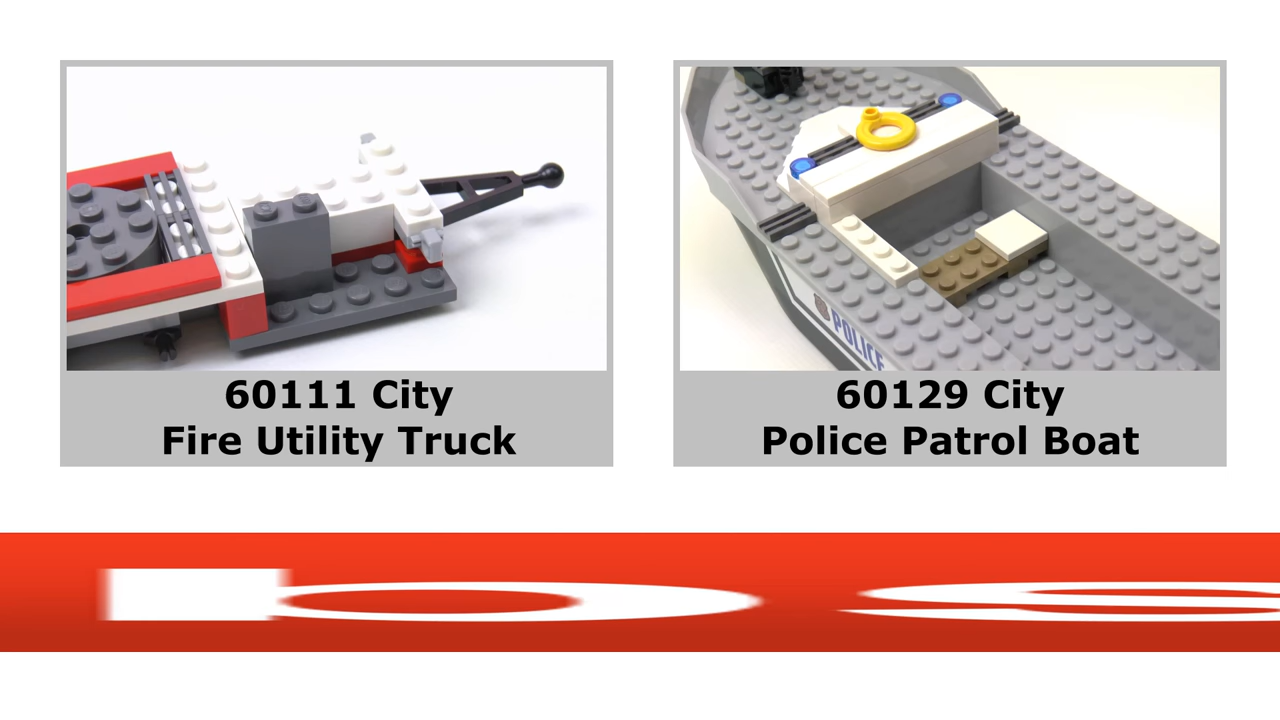 POLICE
60111 City
Fire Utility Truck
60129 City
Police Patrol Boat